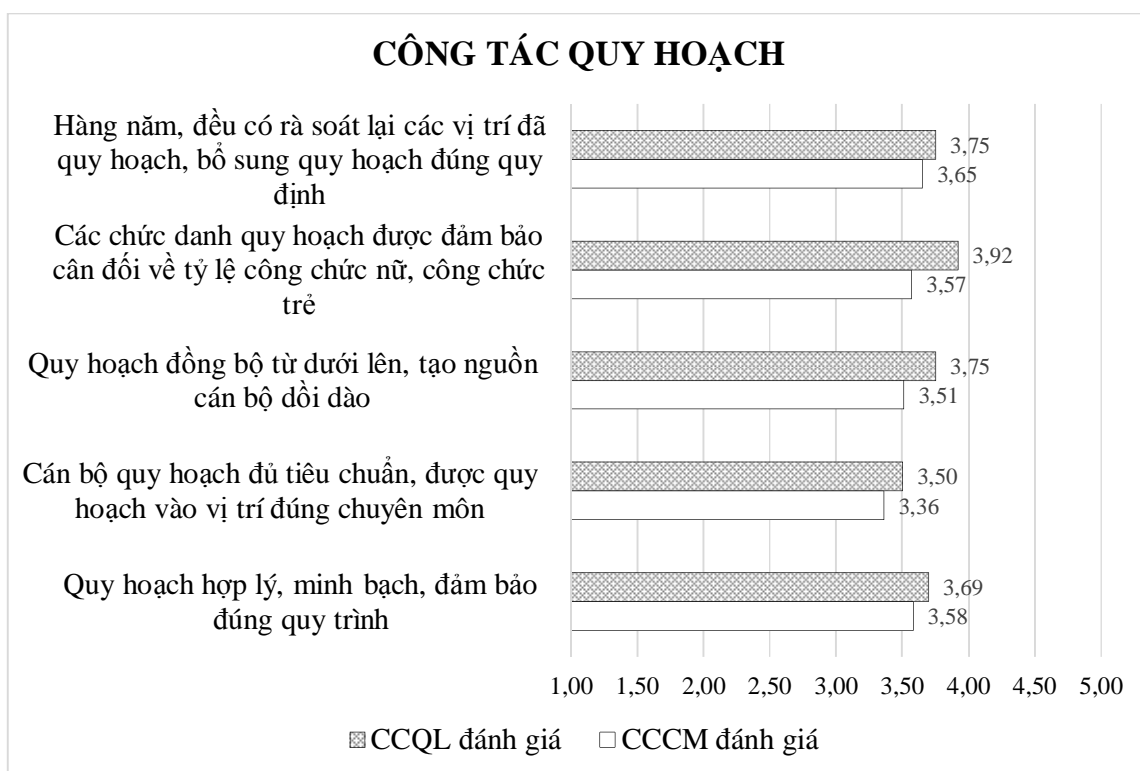 CÔNG TÁC QUY HOẠCH
Hàng năm, đều có rà soát lại các vị trí đã
quy hoạch, bổ sung quy hoạch đúng quy
định
3,75
3,65
Các chức danh quy hoạch được đảm bảo
cân đối về tỷ lệ công chức nữ, công chức
trẻ
3,92
3,57
Quy hoạch đồng bộ từ dưới lên, tạo nguồn
cán bộ dồi dào
3,75
3,51
Cán bộ quy hoạch đủ tiêu chuẩn, được quy
hoạch vào vị trí đúng chuyên môn
3,50
3,36
Quy hoạch hợp lý, minh bạch, đảm bảo
đúng quy trình
3,69
3,58
1,00 1,50 2,00 2,50 3,00 3,50 4,00 4,50 5,00
CCQL đánh giá CCCM đánh giá